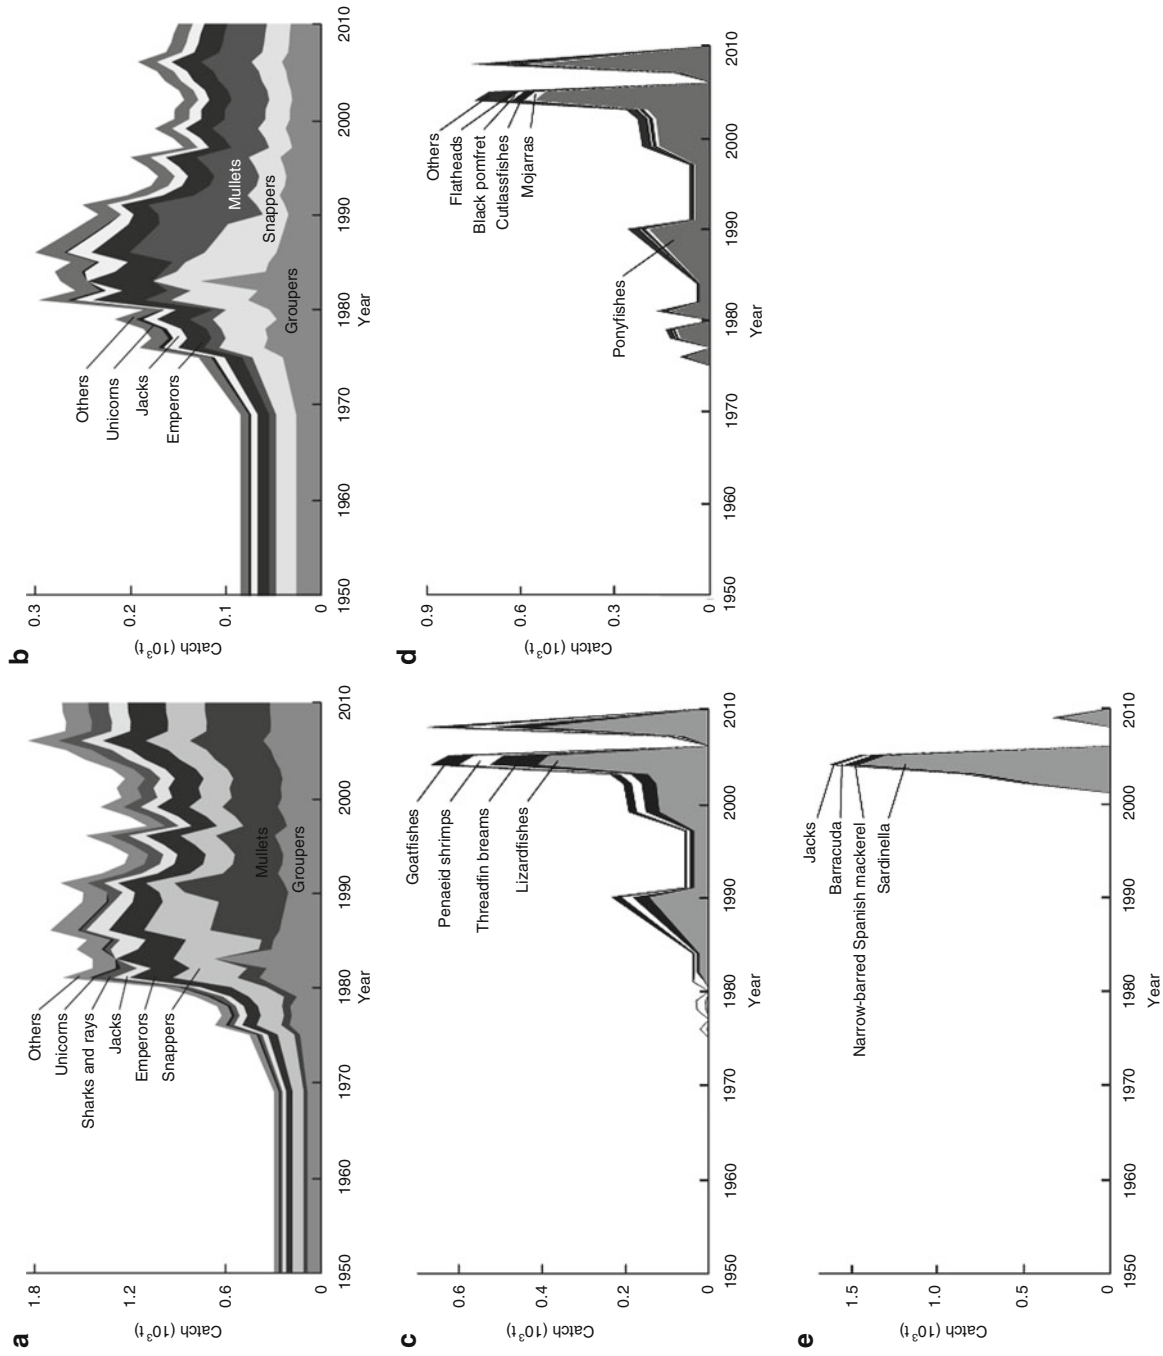 a
Catch (10³t)
1.8
1.2
0.6
0
1950
1960
1970
1980
1990
2000
2010
Year
Others
Unicorns
Sharks and rays
Jacks
Emperors
Snappers
Mullets
Groupers
b
Catch (10³t)
0.3
0.2
0.1
0
1950
1960
1970
1980
1990
2000
2010
Year
Others
Unicorns
Jacks
Emperors
Mullets
Snappers
Groupers
c
Catch (10³t)
0.6
0.4
0.2
0
1950
1960
1970
1980
1990
2000
2010
Year
Goatfishes
Penaeid shrimps
Threadfin breams
Lizardfishes
d
Catch (10³t)
0.9
0.6
0.3
0
1950
1960
1970
1980
1990
2000
2010
Year
Others
Flatheads
Black pomfret
Cutlassfishes
Mojarras
Ponyfishes
e
Catch (10³t)
1.5
1.0
0.5
0
1950
1960
1970
1980
1990
2000
2010
Year
Jacks
Barracuda
Narrow-barred Spanish mackerel
Sardinella